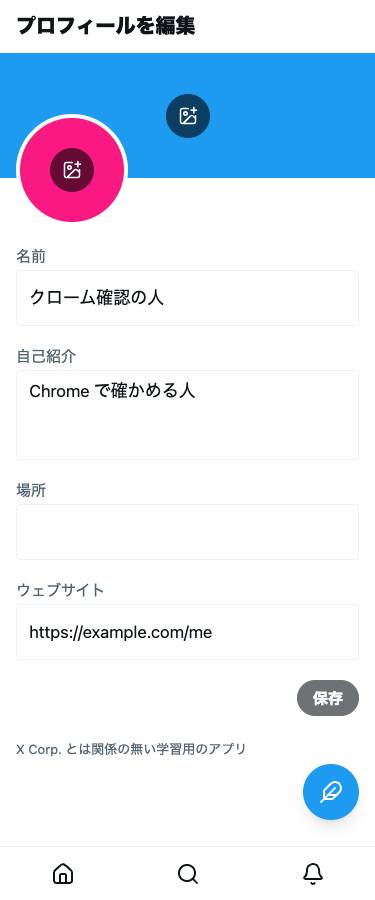 プロフィールを編集
名前
クローム確認の人
自己紹介
Chrome で確かめる人
場所
ウェブサイト
https://example.com/me
保存
X Corp. とは関係の無い学習用のアプリ